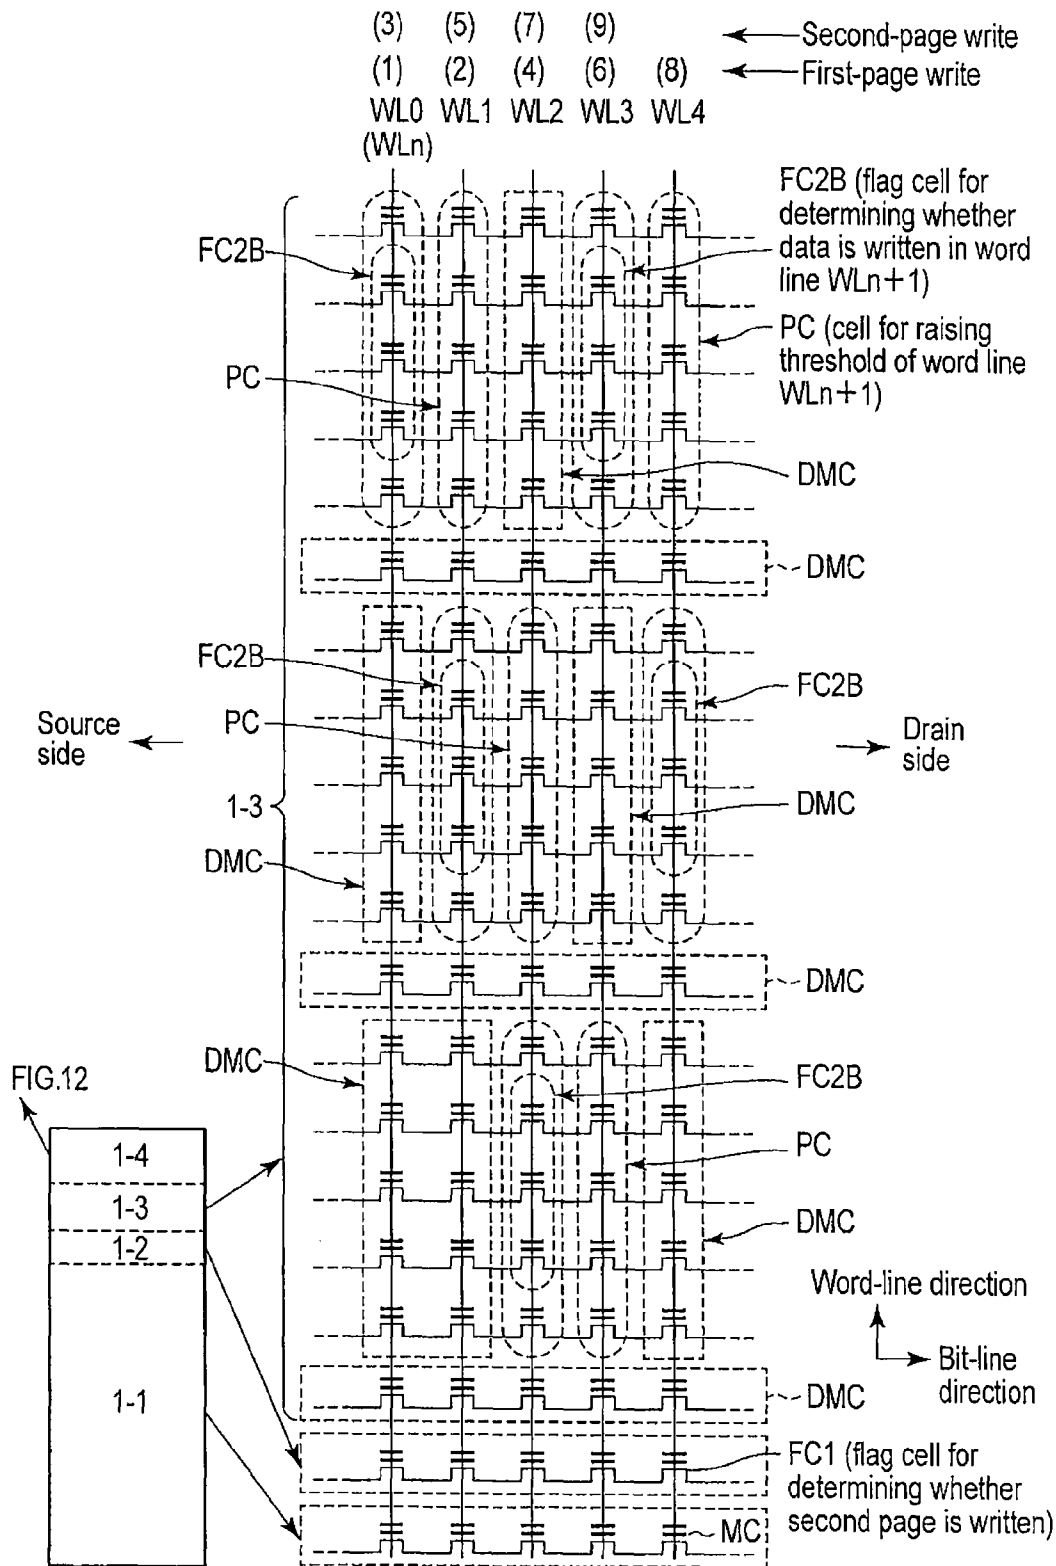 (3) (5) (7) (9) Second-page write
(1) (2) (4) (6) (8) First-page write
WL0 WL1 WL2 WL3 WL4
(WLn)
FC2B (flag cell for
determining whether
data is written in word
line WLn+1)
FC2B
PC (cell for raising
threshold of word line
WLn+1)
PC
DMC
DMC
FC2B
FC2B
PC
Source
side
Drain
side
1-3
DMC
DMC
DMC
DMC
FC2B
FIG.12
PC
1-4
1-3
DMC
1-2
Word-line direction
Bit-line
direction
1-1
DMC
FC1 (flag cell for
determining whether
second page is written)
MC